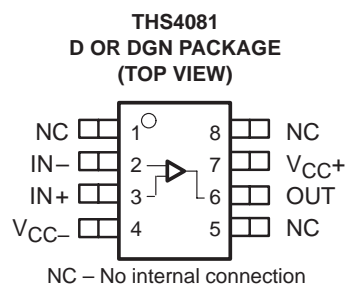 THS4081
D OR DGN PACKAGE
(TOP VIEW)
NC 1 8 NC
IN– 2 7 VCC+
IN+ 3 6 OUT
VCC– 4 5 NC
NC – No internal connection